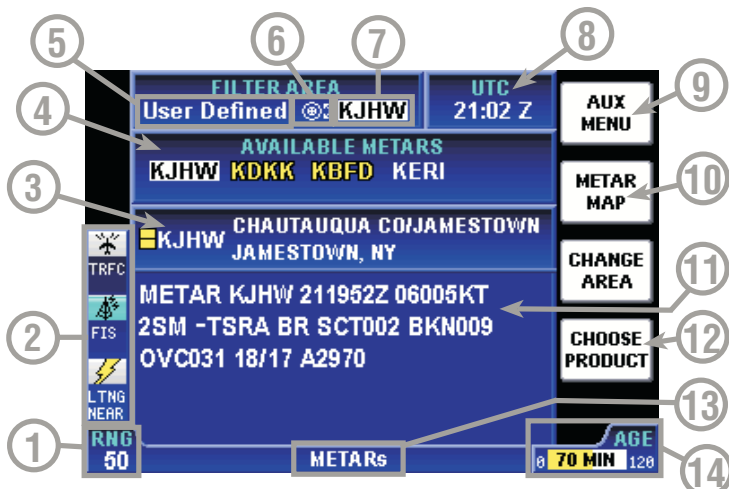 5
6
7
8
FILTER AREA
User Defined
KJHW
UTC
21:02 Z
AUX
MENU
9
4
AVAILABLE METARS
KJHW KDKK KBFD KERI
METAR
MAP
10
3
KJHW
CHAUTAUQUA CO/JAMESTOWN
JAMESTOWN, NY
CHANGE
AREA
11
TRFC
FIS
LTNG
NEAR
2
METAR KJHW 211952Z 06005KT
2SM -TSRA BR SCT002 BKN009
OVC031 18/17 A2970
CHOOSE
PRODUCT
12
13
1
RNG
50
METARs
AGE
0 70 MIN 120
14